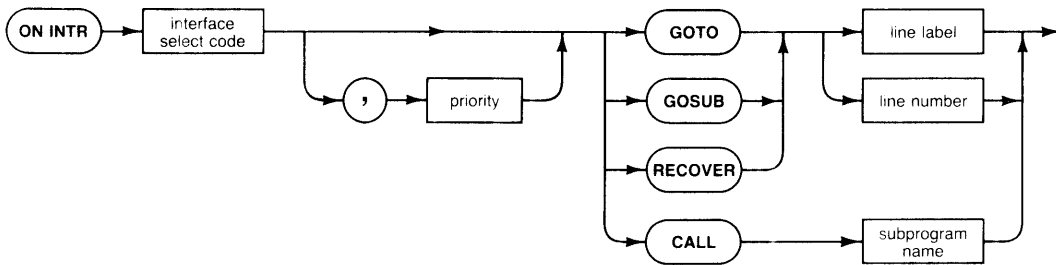 ON INTR
interface
select code
,
priority
GOTO
GOSUB
RECOVER
CALL
line label
line number
subprogram
name